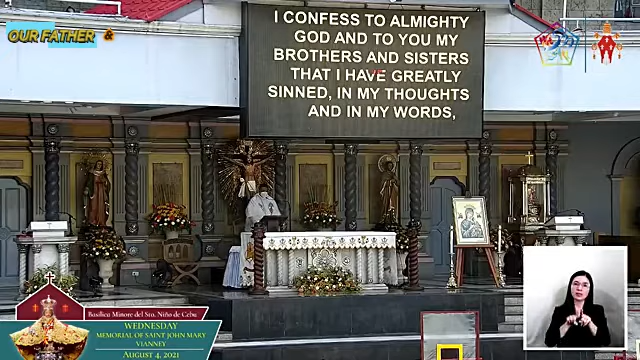 OUR FATHER &
I CONFESS TO ALMIGHTY
GOD AND TO YOU MY
BROTHERS AND SISTERS
THAT I HAVE GREATLY
SINNED, IN MY THOUGHTS
AND IN MY WORDS,
Basilica Minore del Sto. Niño de Cebu
WEDNESDAY
MEMORIAL OF SAINT JOHN MARY
VIANNEY
AUGUST 4, 2021